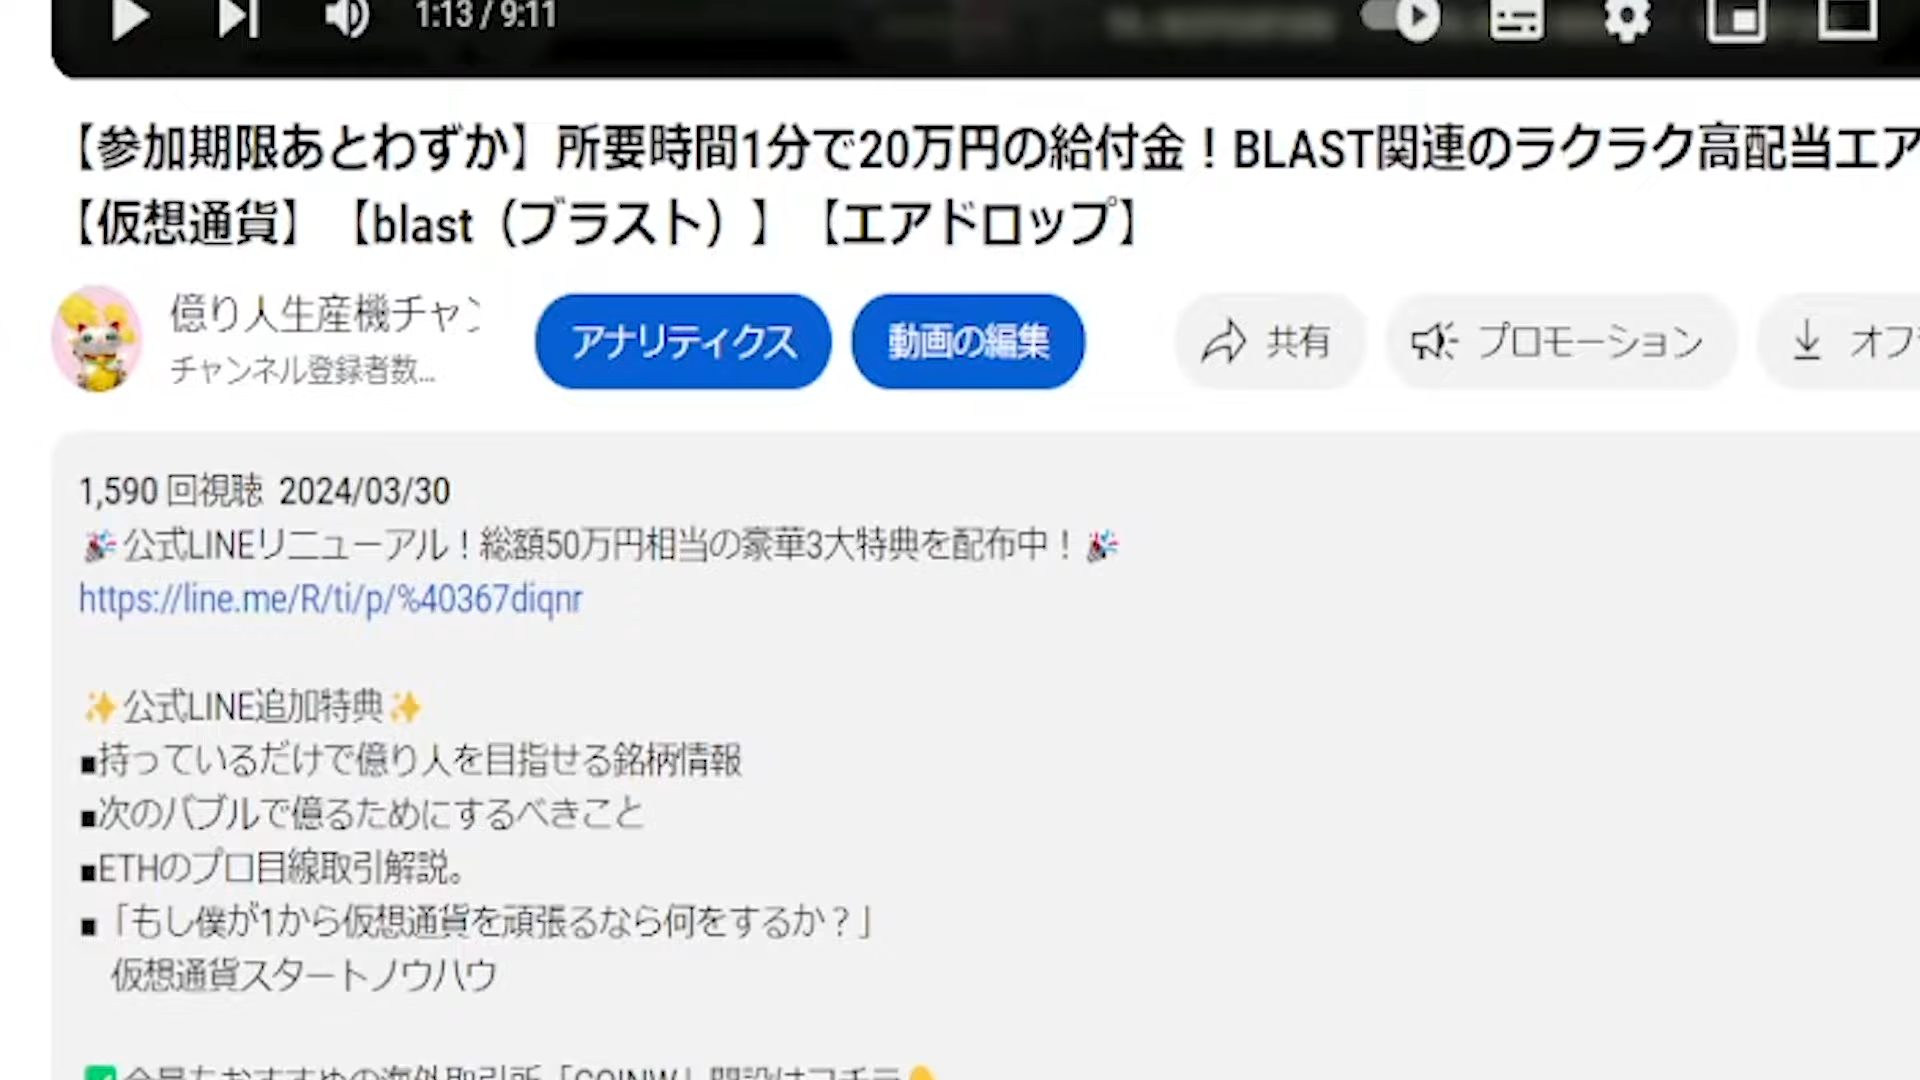 1:13 / 9:11
【参加期限あとわずか】所要時間1分で20万円の給付金！BLAST関連のラクラク高配当エア
【仮想通貨】【blast（ブラスト）】【エアドロップ】
億り人生産機チャン
チャンネル登録者数...
アナリティクス
動画の編集
共有
プロモーション
オフ
1,590 回視聴 2024/03/30
🎉公式LINEリニューアル！総額50万円相当の豪華3大特典を配布中！🎉
https://line.me/R/ti/p/%40367diqnr
✨公式LINE追加特典✨
■持っているだけで億り人を目指せる銘柄情報
■次のバブルで億るためにするべきこと
■ETHのプロ目線取引解説。
■「もし僕が1から仮想通貨を頑張るなら何をするか？」
仮想通貨スタートノウハウ